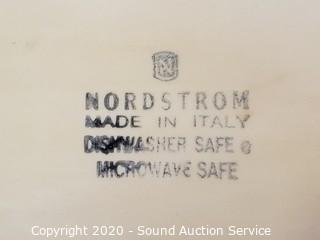 NORDSTROM
MADE IN ITALY
DISHWASHER SAFE
MICROWAVE SAFE
Copyright 2020 - Sound Auction Service